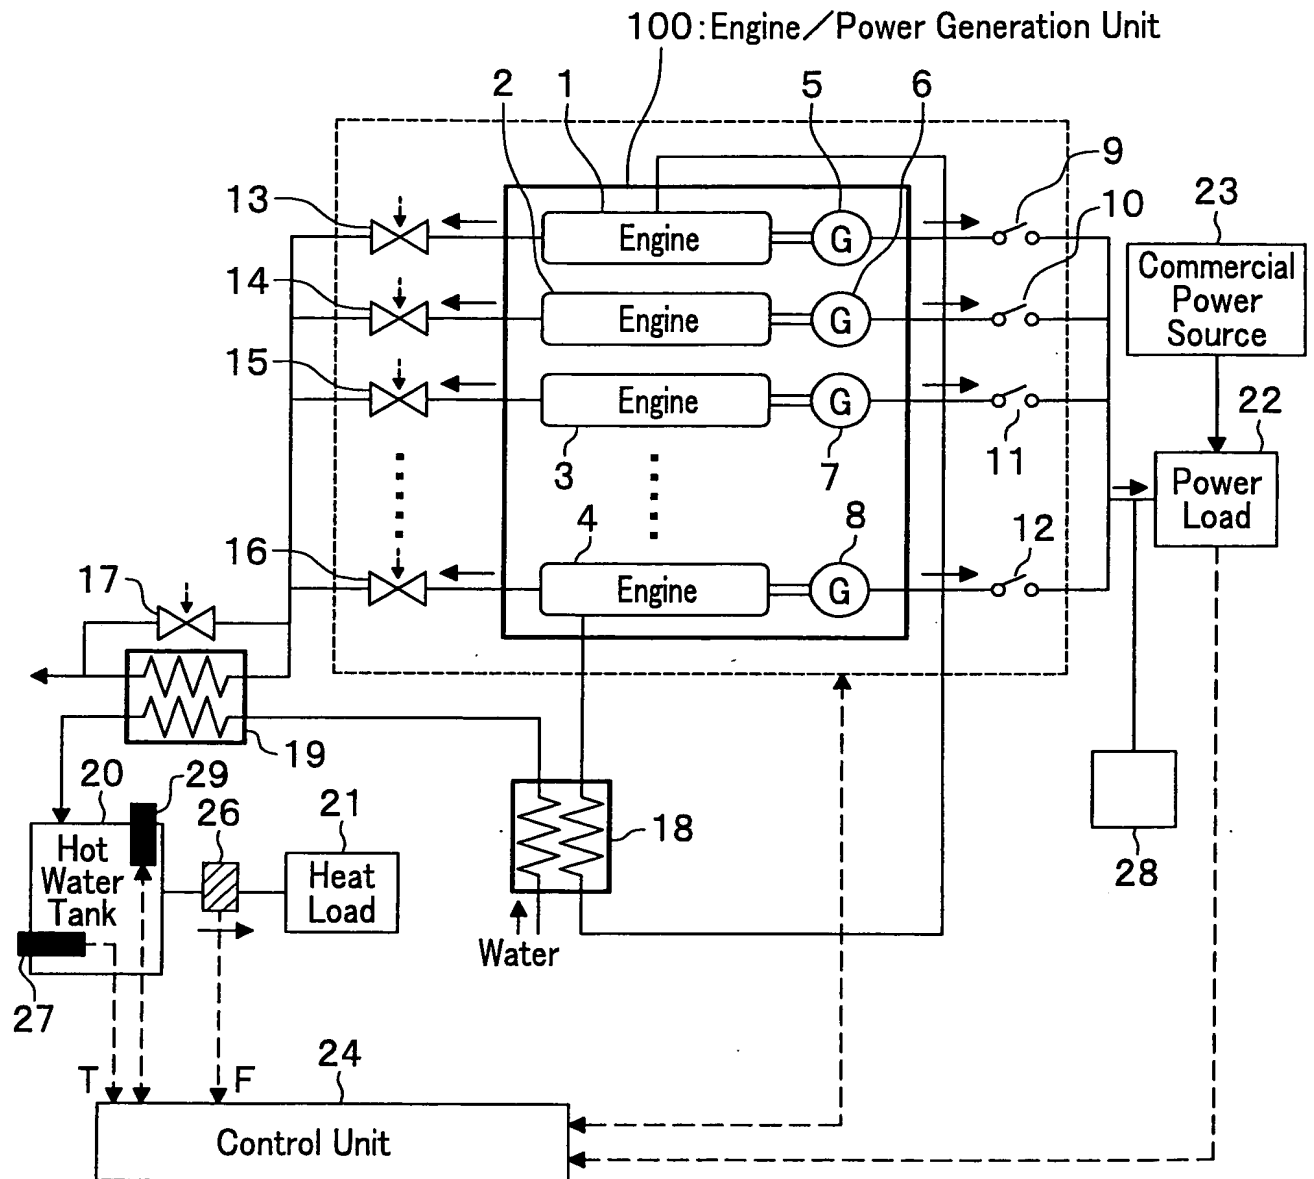 100:Engine/Power Generation Unit
2
1
5
6
9
13
Engine
G
10
23
Commercial
Power
Source
14
Engine
G
15
Engine
G
11
22
3
7
Power
Load
4
8
12
16
Engine
G
17
19
20
29
26
21
18
28
Hot
Water
Tank
Heat
Load
Water
27
24
T
F
Control Unit